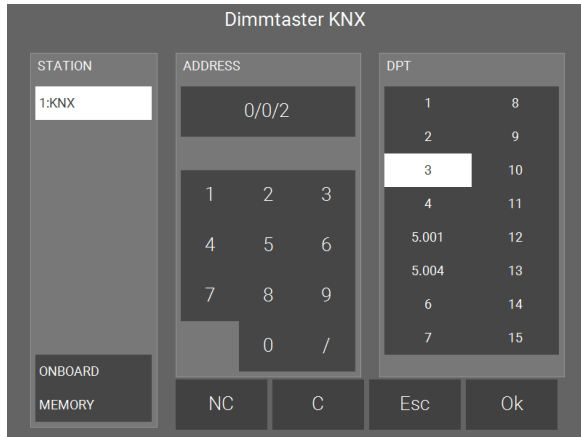 Dimmtaster KNX
STATION
1:KNX
ONBOARD
MEMORY
ADDRESS
0/0/2
1 2 3
4 5 6
7 8 9
0 /
DPT
1 8
2 9
3 10
4 11
5.001 12
5.004 13
6 14
7 15
NC C Esc Ok